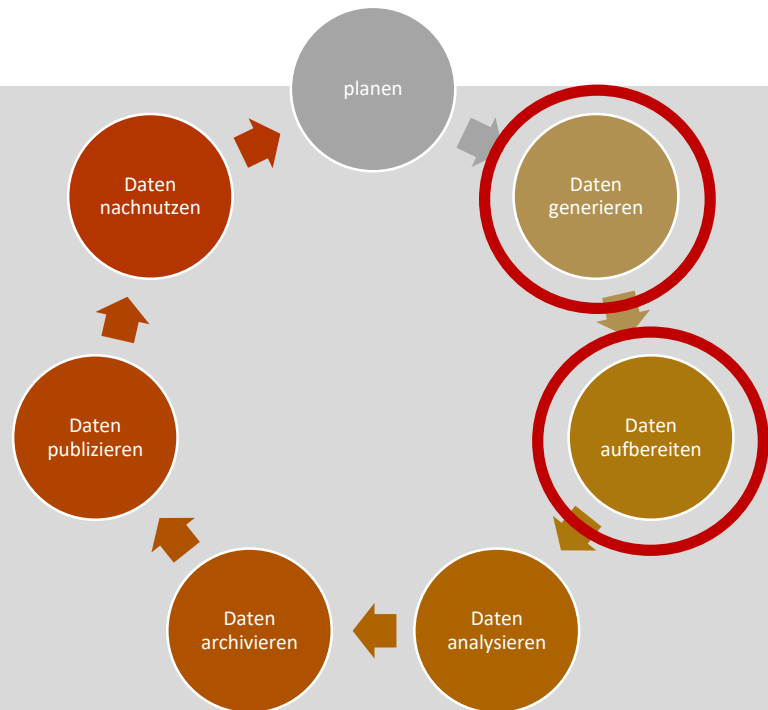 planen
Daten
generieren
Daten
aufbereiten
Daten
analysieren
Daten
archivieren
Daten
publizieren
Daten
nachnutzen